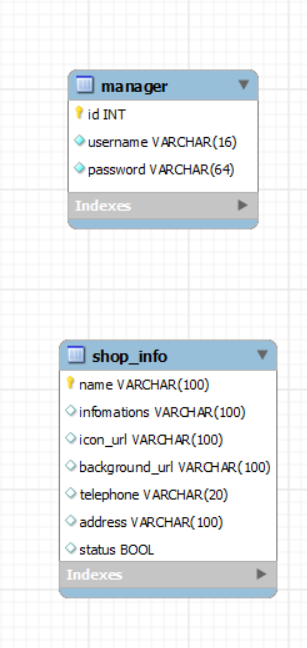 manager
id INT
username VARCHAR(16)
password VARCHAR(64)
Indexes
shop_info
name VARCHAR(100)
infomations VARCHAR(100)
icon_url VARCHAR(100)
background_url VARCHAR(100)
telephone VARCHAR(20)
address VARCHAR(100)
status BOOL
Indexes